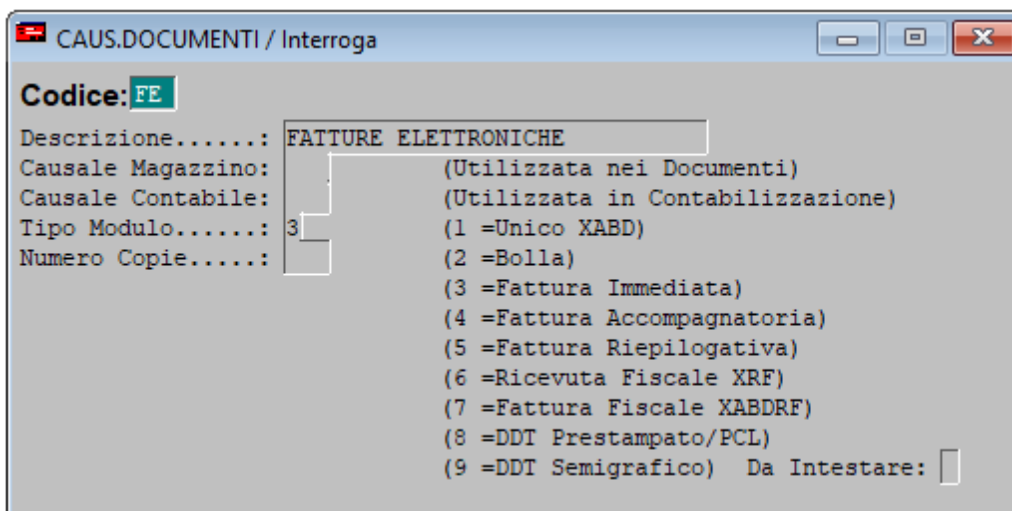 CAUS.DOCUMENTI / Interroga
Codice: FE
Descrizione......: FATTURE ELETTRONICHE
Causale Magazzino: (Utilizzata nei Documenti)
Causale Contabile: (Utilizzata in Contabilizzazione)
Tipo Modulo......: 3 (1 =Unico XABD)
Numero Copie.....: (2 =Bolla)
(3 =Fattura Immediata)
(4 =Fattura Accompagnatoria)
(5 =Fattura Riepilogativa)
(6 =Ricevuta Fiscale XRF)
(7 =Fattura Fiscale XABDRF)
(8 =DDT Prestampato/PCL)
(9 =DDT Semigrafico) Da Intestare: